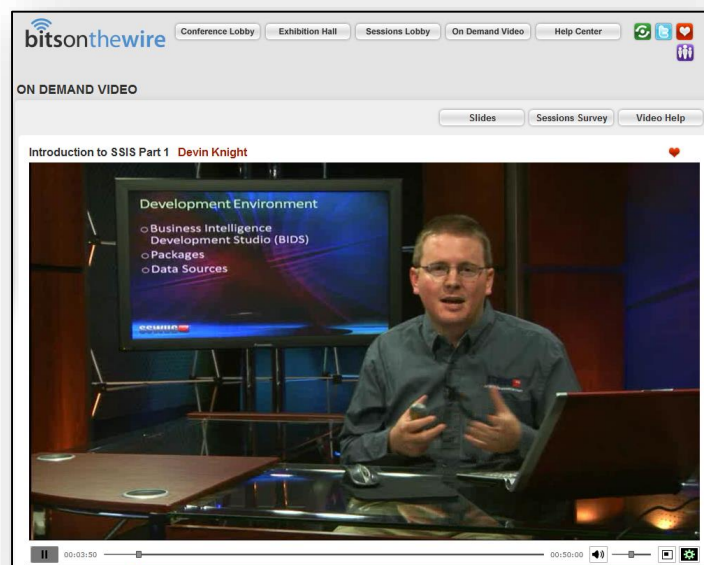 bitsonthewire
Conference Lobby
Exhibition Hall
Sessions Lobby
On Demand Video
Help Center
ON DEMAND VIDEO
Slides
Sessions Survey
Video Help
Introduction to SSIS Part 1 Devin Knight
Development Environment
Business Intelligence
Development Studio (BIDS)
Packages
Data Sources
SSWUG
00:03:50
00:50:00